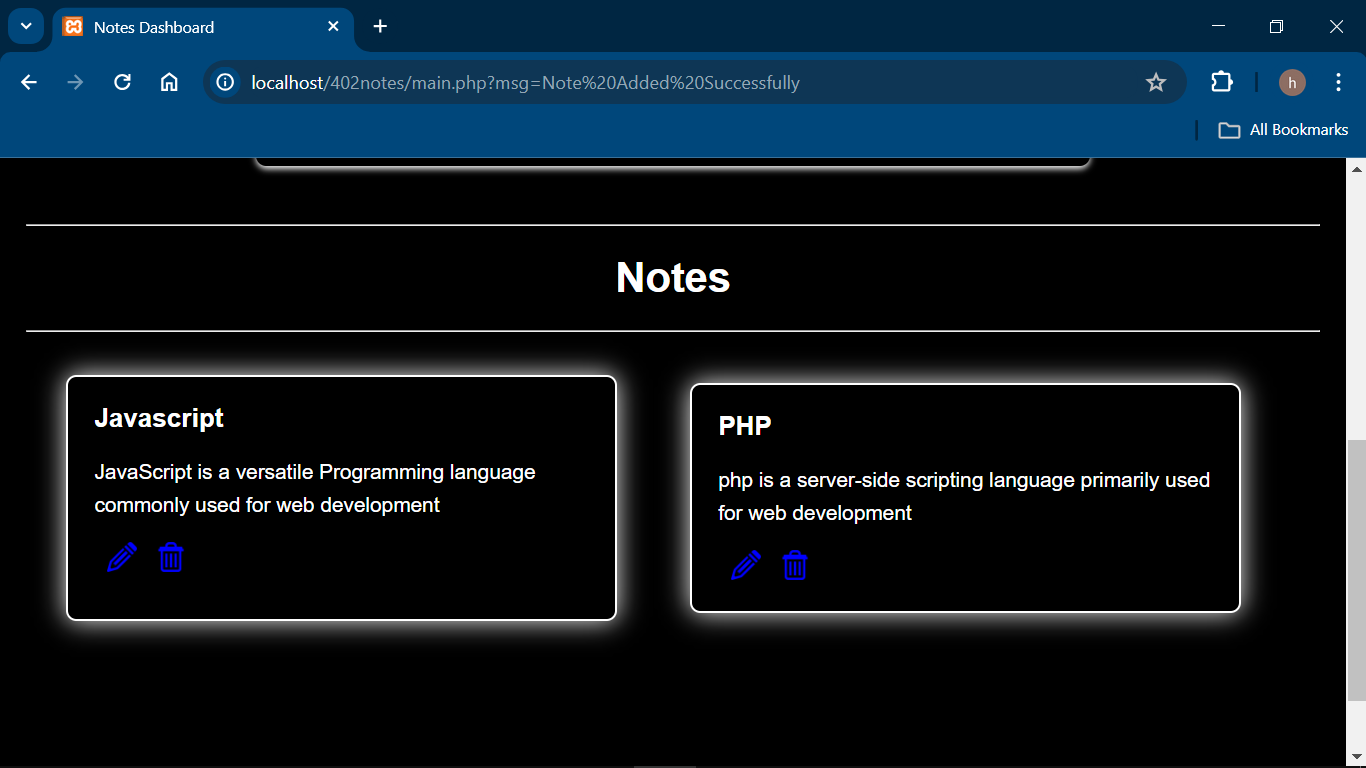 Notes Dashboard
localhost/402notes/main.php?msg=Note%20Added%20Successfully
h
All Bookmarks
Notes
Javascript
JavaScript is a versatile Programming language
commonly used for web development
PHP
php is a server-side scripting language primarily used
for web development